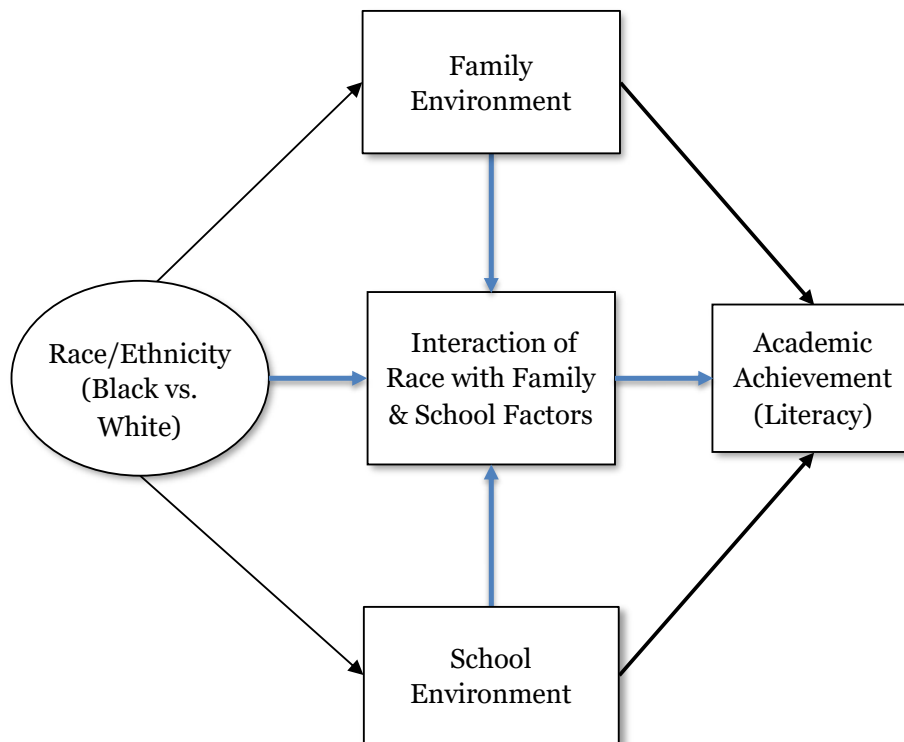 Family
Environment
Race/Ethnicity
(Black vs.
White)
Interaction of
Race with Family
& School Factors
Academic
Achievement
(Literacy)
School
Environment